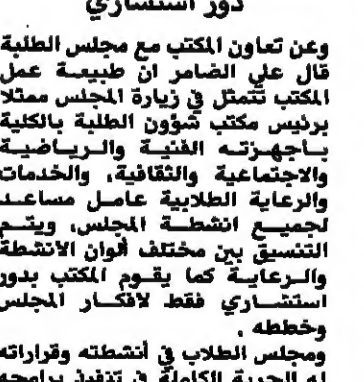 دور استشاري
وعن تعاون المكتب مع مجلس الطلبة
قال علي الضامر ان طبيعة عمل
المكتب تتمثل في زيارة المجلس ممثلا
برئيس مكتب شؤون الطلبة بالكلية
بأجهزته الفنية والرياضية
والاجتماعية والثقافية، والخدمات
والرعاية الطلابية عامل مساعد
لجميع انشطة المجلس، ويتم
التنسيق بين مختلف ألوان الانشطة
والرعاية كما يقوم المكتب بدور
استشاري فقط لافكار المجلس
وخططه .
ومجلس الطلاب في أنشطته وقراراته
له الحرية الكاملة في تنفيذ برامجه